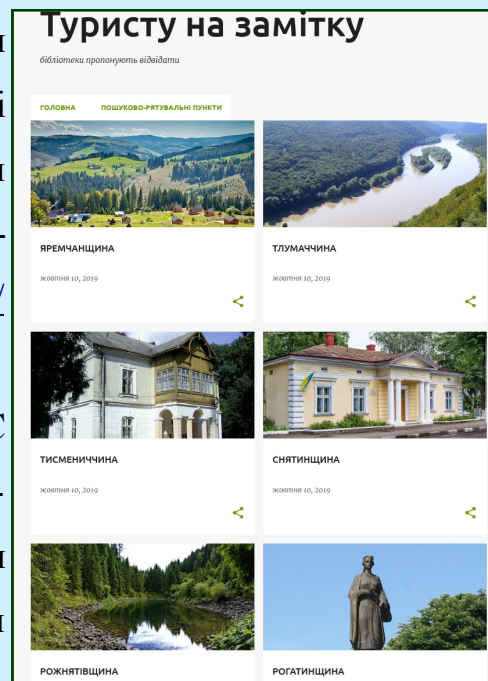 Туристу на замітку
бібліотеки пропонують відвідати
ГОЛОВНА ПОШУКОВО-РЯТУВАЛЬНІ ПУНКТИ
ЯРЕМЧАНЩИНА
жовтня 10, 2019
ТЛУМАЧЧИНА
жовтня 10, 2019
ТИСМЕНИЧЧИНА
жовтня 10, 2019
СНЯТИНЩИНА
жовтня 10, 2019
РОЖНЯТІВЩИНА
РОГАТИНЩИНА